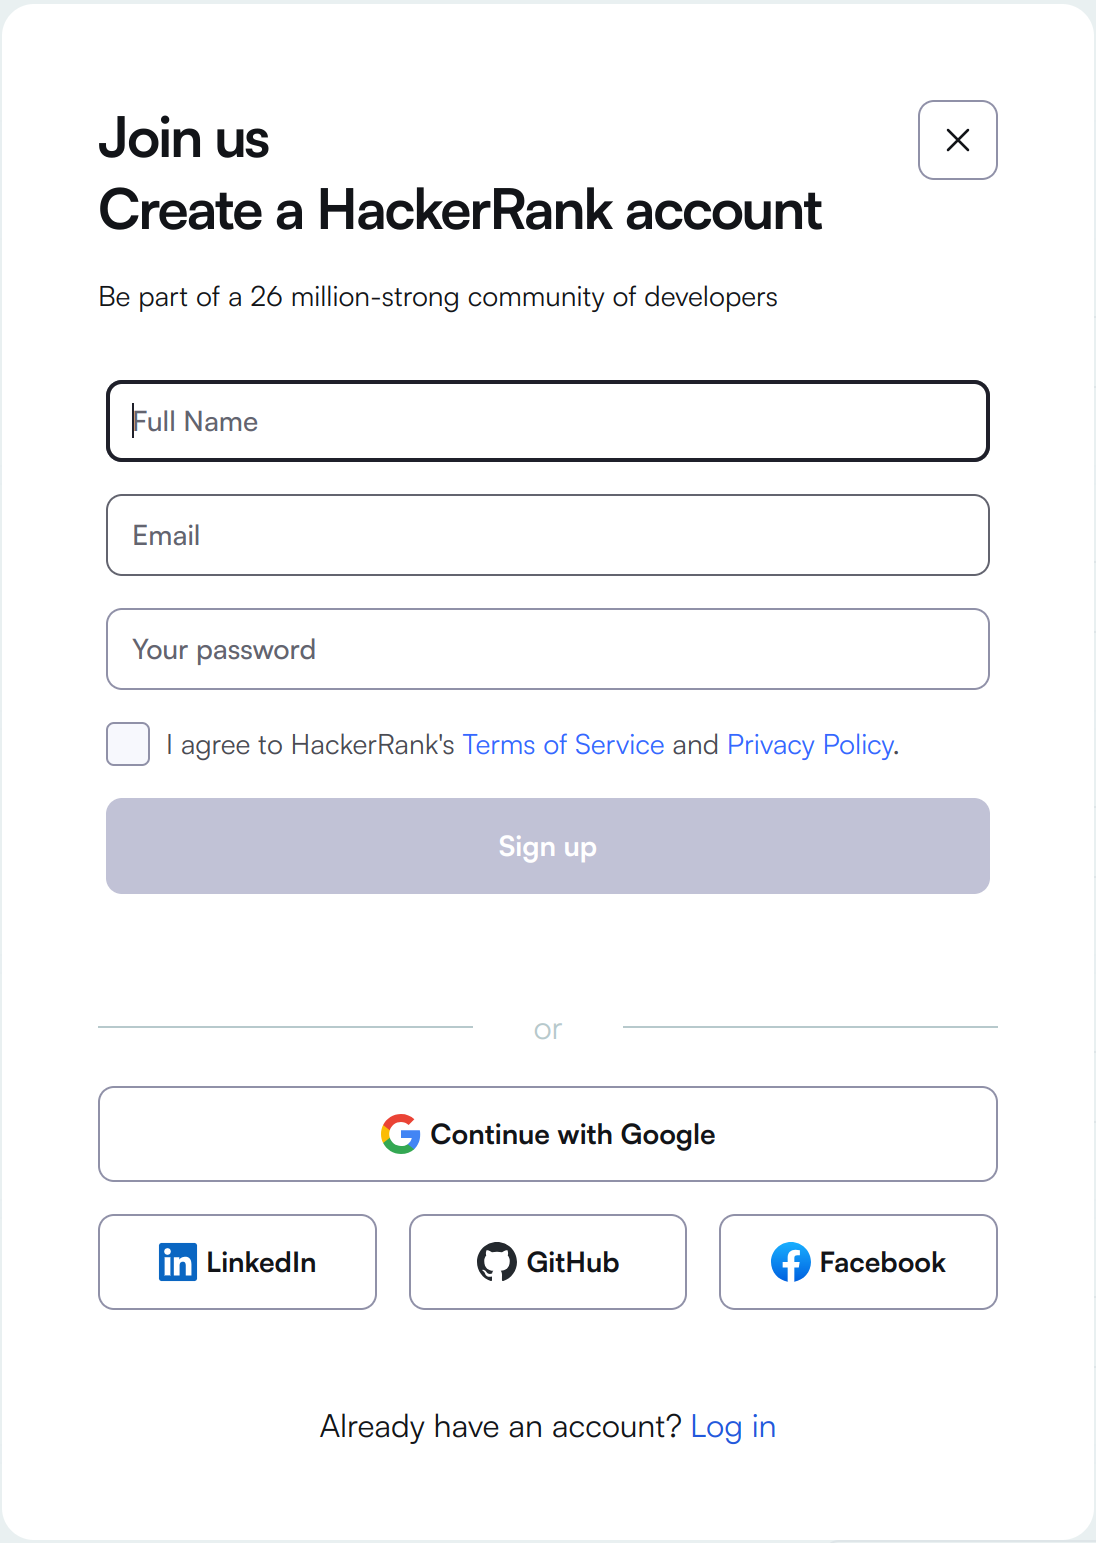 Join us
Create a HackerRank account
Be part of a 26 million-strong community of developers
Full Name
Email
Your password
I agree to HackerRank's Terms of Service and Privacy Policy.
Sign up
or
Continue with Google
LinkedIn
GitHub
Facebook
Already have an account? Log in